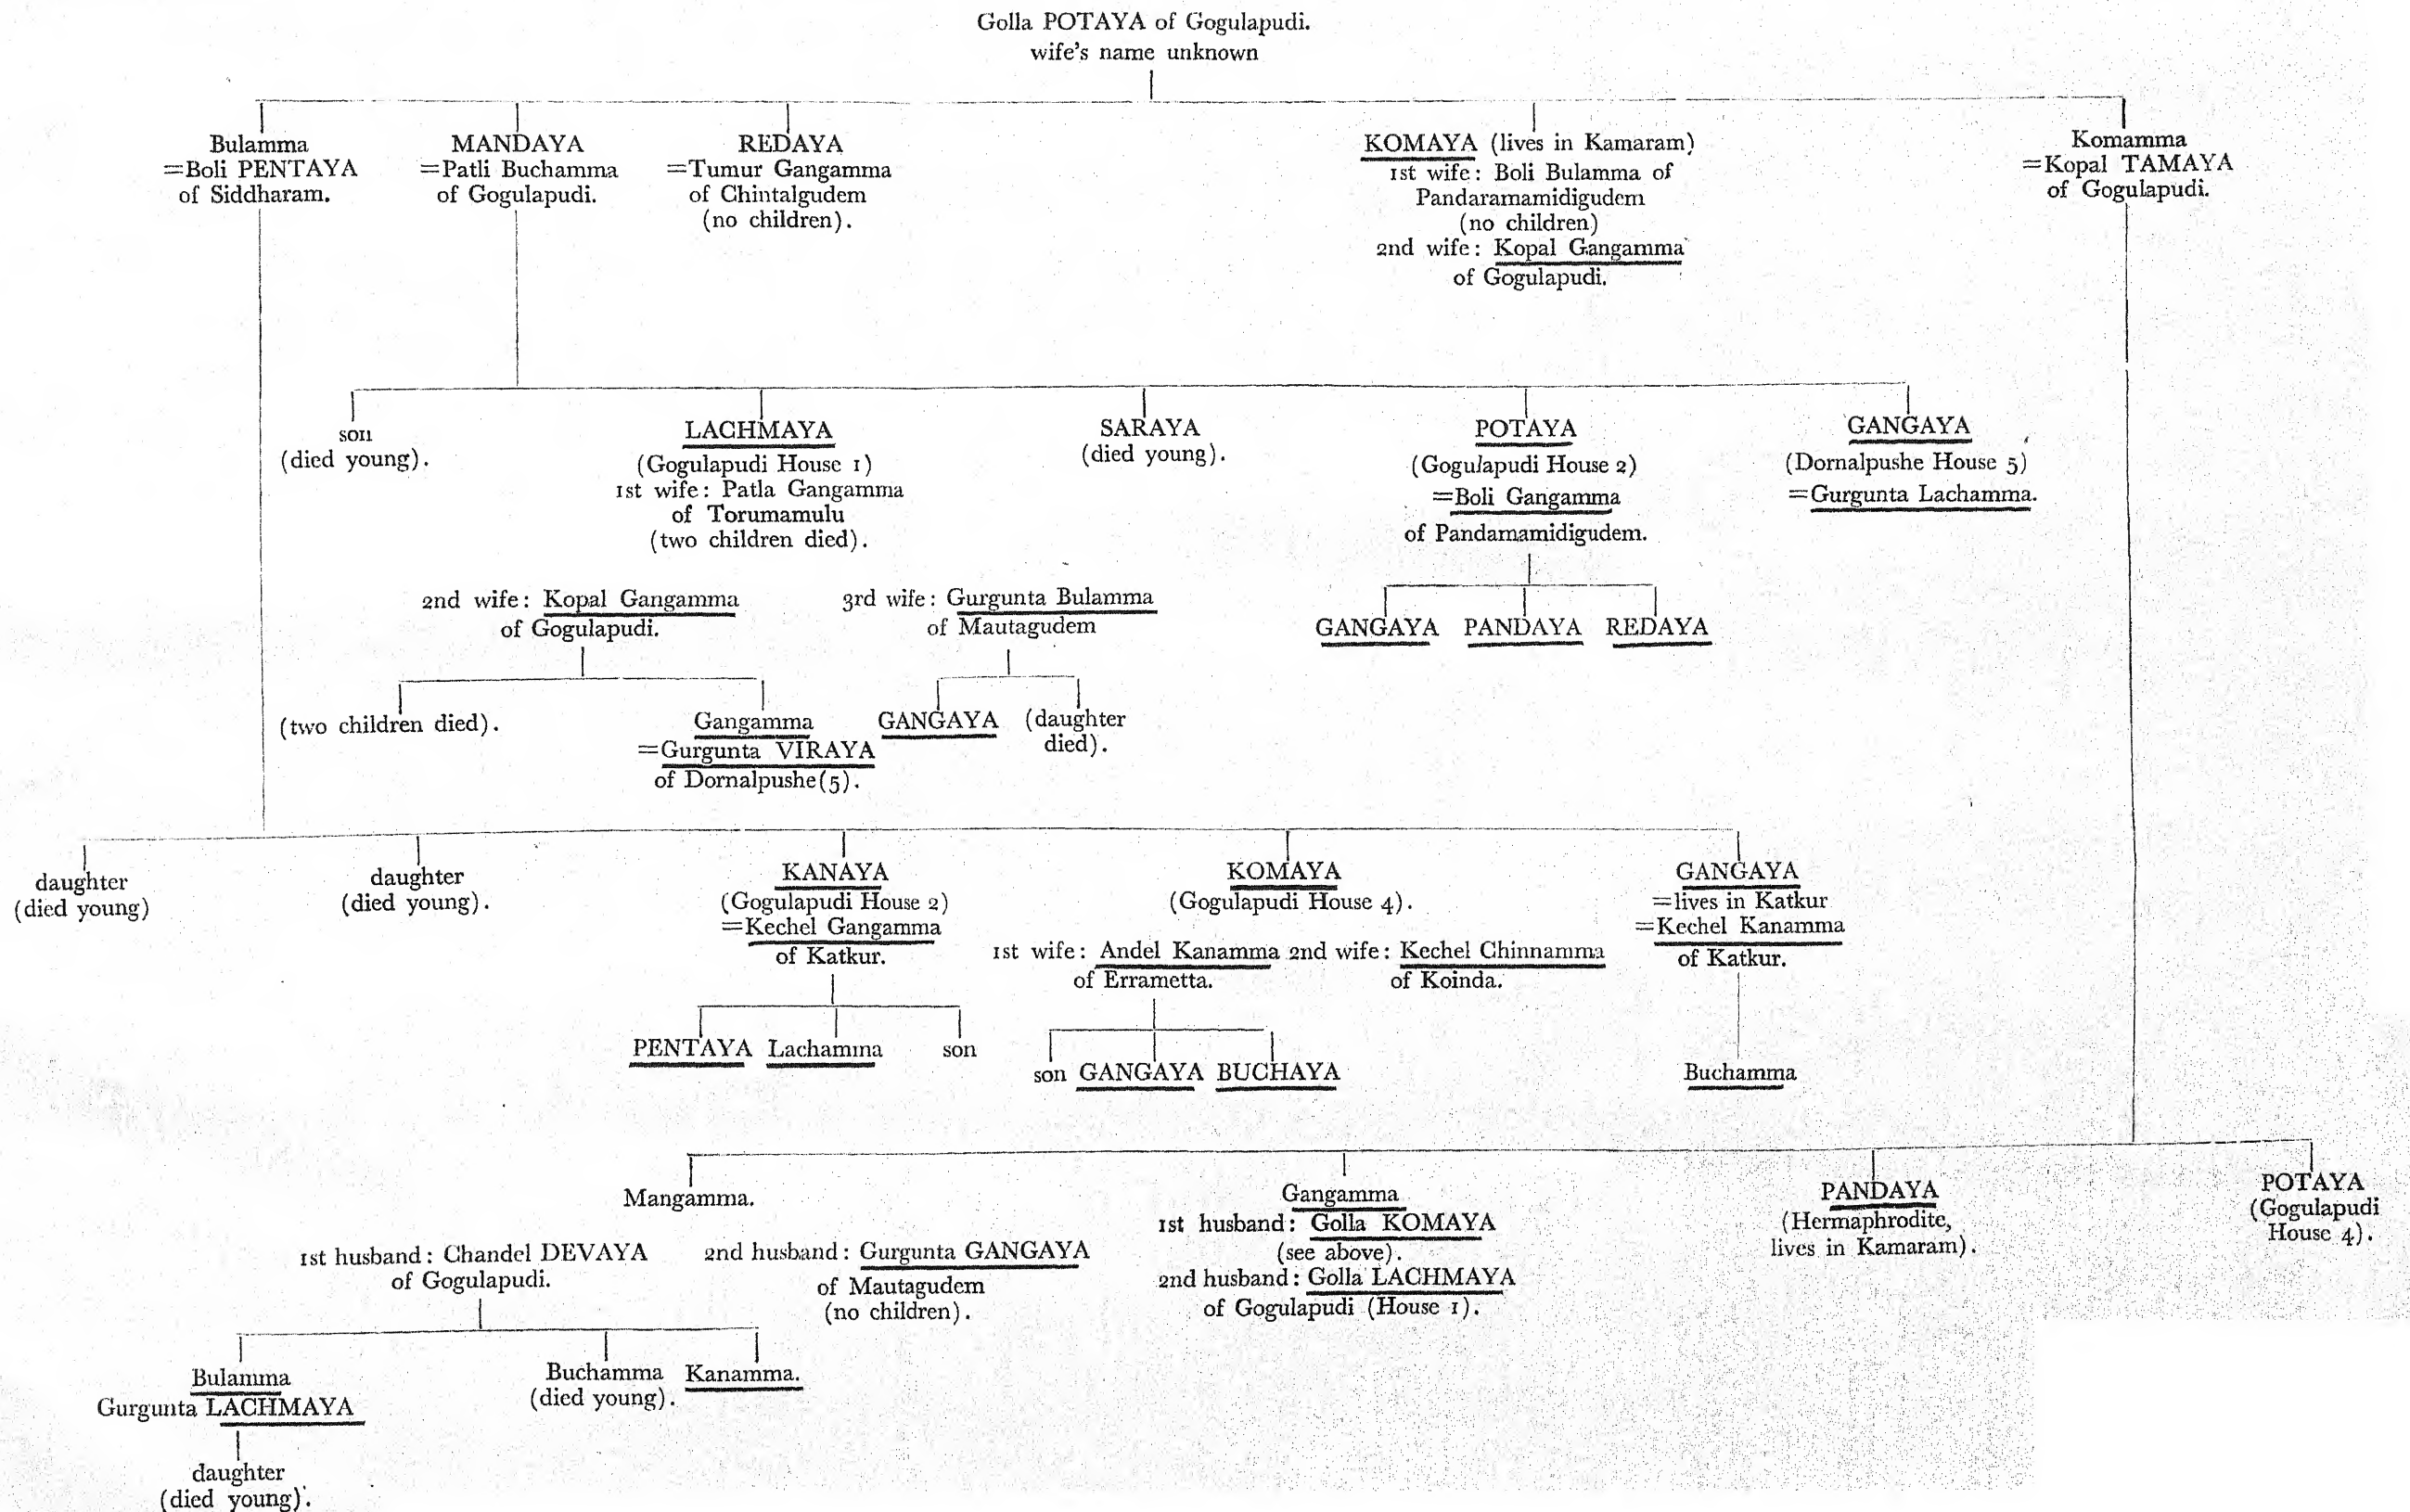 Golla POTAYA of Gogulapudi.
wife's name unknown
Bulamma
=Boli PENTAYA
of Siddharam.
MANDAYA
=Patli Buchamma
of Gogulapudi.
REDAYA
=Tumur Gangamma
of Chintalgudem
(no children).
KOMAYA (lives in Kamaram)
1st wife: Boli Bulamma of
Pandaramamidigudem
(no children)
2nd wife: Kopal Gangamma
of Gogulapudi.
Komamma
=Kopal TAMAYA
of Gogulapudi.
son
(died young).
LACHMAYA
(Gogulapudi House 1)
1st wife: Patla Gangamma
of Torumamulu
(two children died).
SARAYA
(died young).
POTAYA
(Gogulapudi House 2)
=Boli Gangamma
of Pandamamidigudem.
GANGAYA
(Dornalpushe House 5)
=Gurgunta Lachamma.
2nd wife: Kopal Gangamma
of Gogulapudi.
3rd wife: Gurgunta Bulamma
of Mautagudem
GANGAYA PANDAYA REDAYA
(two children died).
Gangamma
=Gurgunta VIRAYA
of Dornalpushe(5).
GANGAYA
(daughter
died).
daughter
(died young)
daughter
(died young).
KANAYA
(Gogulapudi House 2)
=Kechel Gangamma
of Katkur.
KOMAYA
(Gogulapudi House 4).
1st wife: Andel Kanamma
of Errametta.
2nd wife: Kechel Chinnamma
of Koinda.
GANGAYA
=lives in Katkur
=Kechel Kanamma
of Katkur.
PENTAYA Lachamma son
son GANGAYA BUCHAYA
Buchamma
Mangamma.
1st husband: Chandel DEVAYA
of Gogulapudi.
2nd husband: Gurgunta GANGAYA
of Mautagudem
(no children).
Gangamma
1st husband: Golla KOMAYA
(see above).
2nd husband: Golla LACHMAYA
of Gogulapudi (House 1).
PANDAYA
(Hermaphrodite,
lives in Kamaram).
POTAYA
(Gogulapudi
House 4).
Bulamma
Gurgunta LACHMAYA
Buchamma
(died young).
Kanamma.
daughter
(died young).